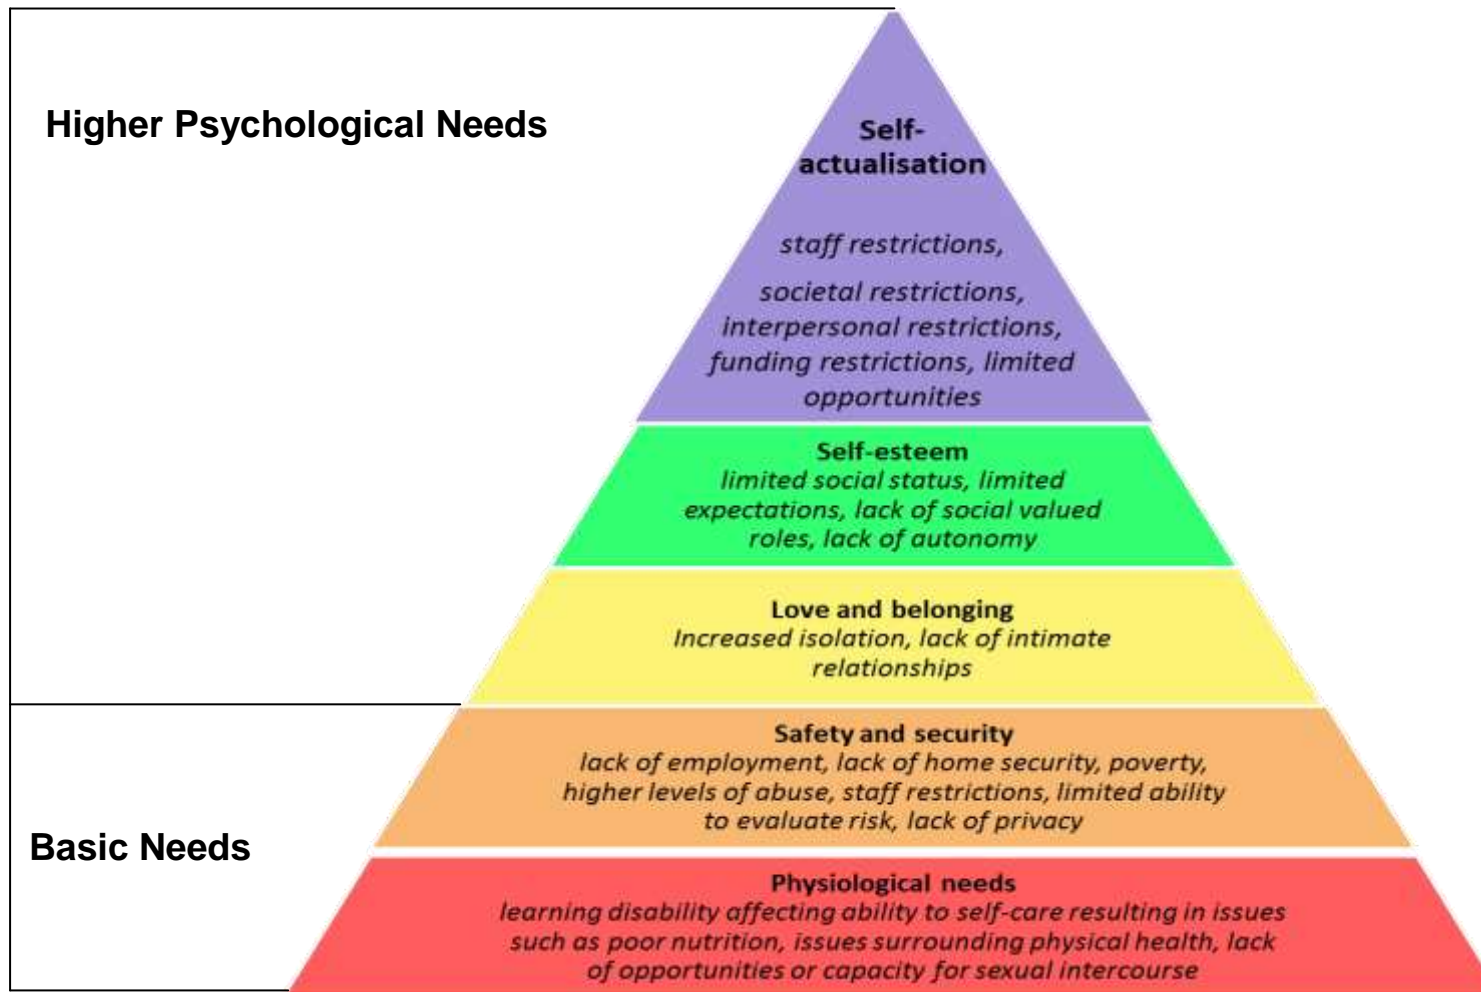 Higher Psychological Needs
Self-
actualisation
staff restrictions,
societal restrictions,
interpersonal restrictions,
funding restrictions, limited
opportunities
Self-esteem
limited social status, limited
expectations, lack of social valued
roles, lack of autonomy
Love and belonging
Increased isolation, lack of intimate
relationships
Safety and security
lack of employment, lack of home security, poverty,
higher levels of abuse, staff restrictions, limited ability
to evaluate risk, lack of privacy
Basic Needs
Physiological needs
learning disability affecting ability to self-care resulting in issues
such as poor nutrition, issues surrounding physical health, lack
of opportunities or capacity for sexual intercourse